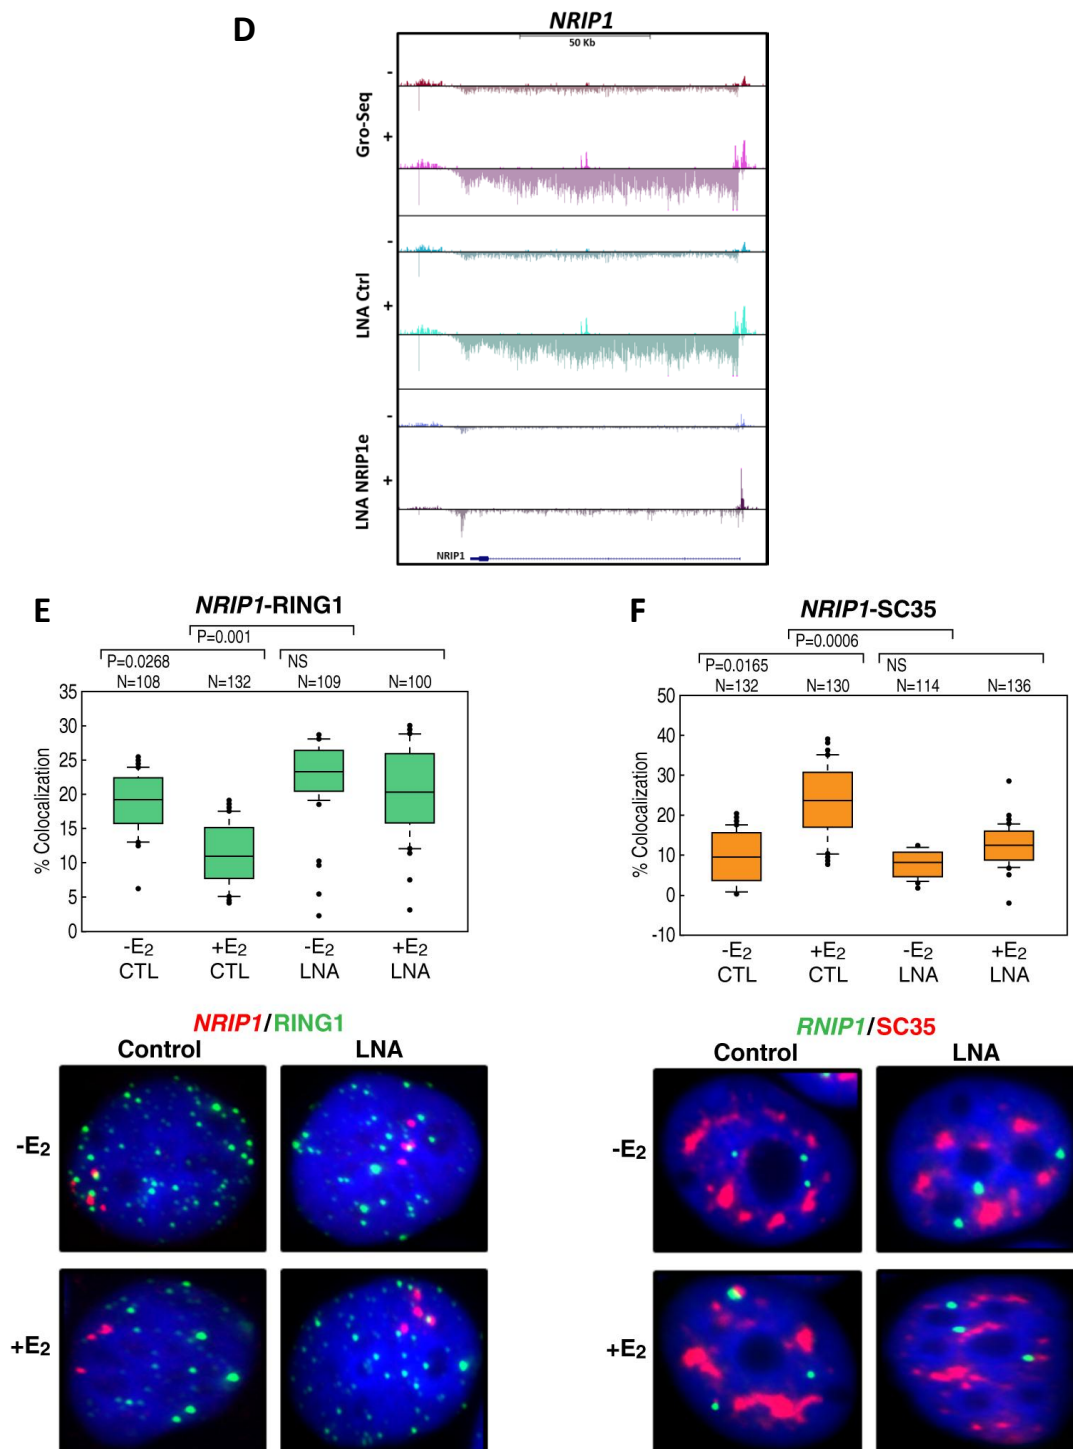 D
NRIP1
50 Kb
Gro-Seq
-
+
LNA Ctrl
-
+
LNA NRIP1e
-
+
NRIP1
E
NRIP1-RING1
P=0.001
P=0.0268
NS
N=108 N=132 N=109 N=100
% Colocalization
35
30
25
20
15
10
5
0
-E2 +E2 -E2 +E2
CTL CTL LNA LNA
NRIP1/RING1
Control LNA
-E2
+E2
F
NRIP1-SC35
P=0.0006
P=0.0165
NS
N=132 N=130 N=114 N=136
% Colocalization
50
40
30
20
10
0
-10
-E2 +E2 -E2 +E2
CTL CTL LNA LNA
RNIP1/SC35
Control LNA
-E2
+E2